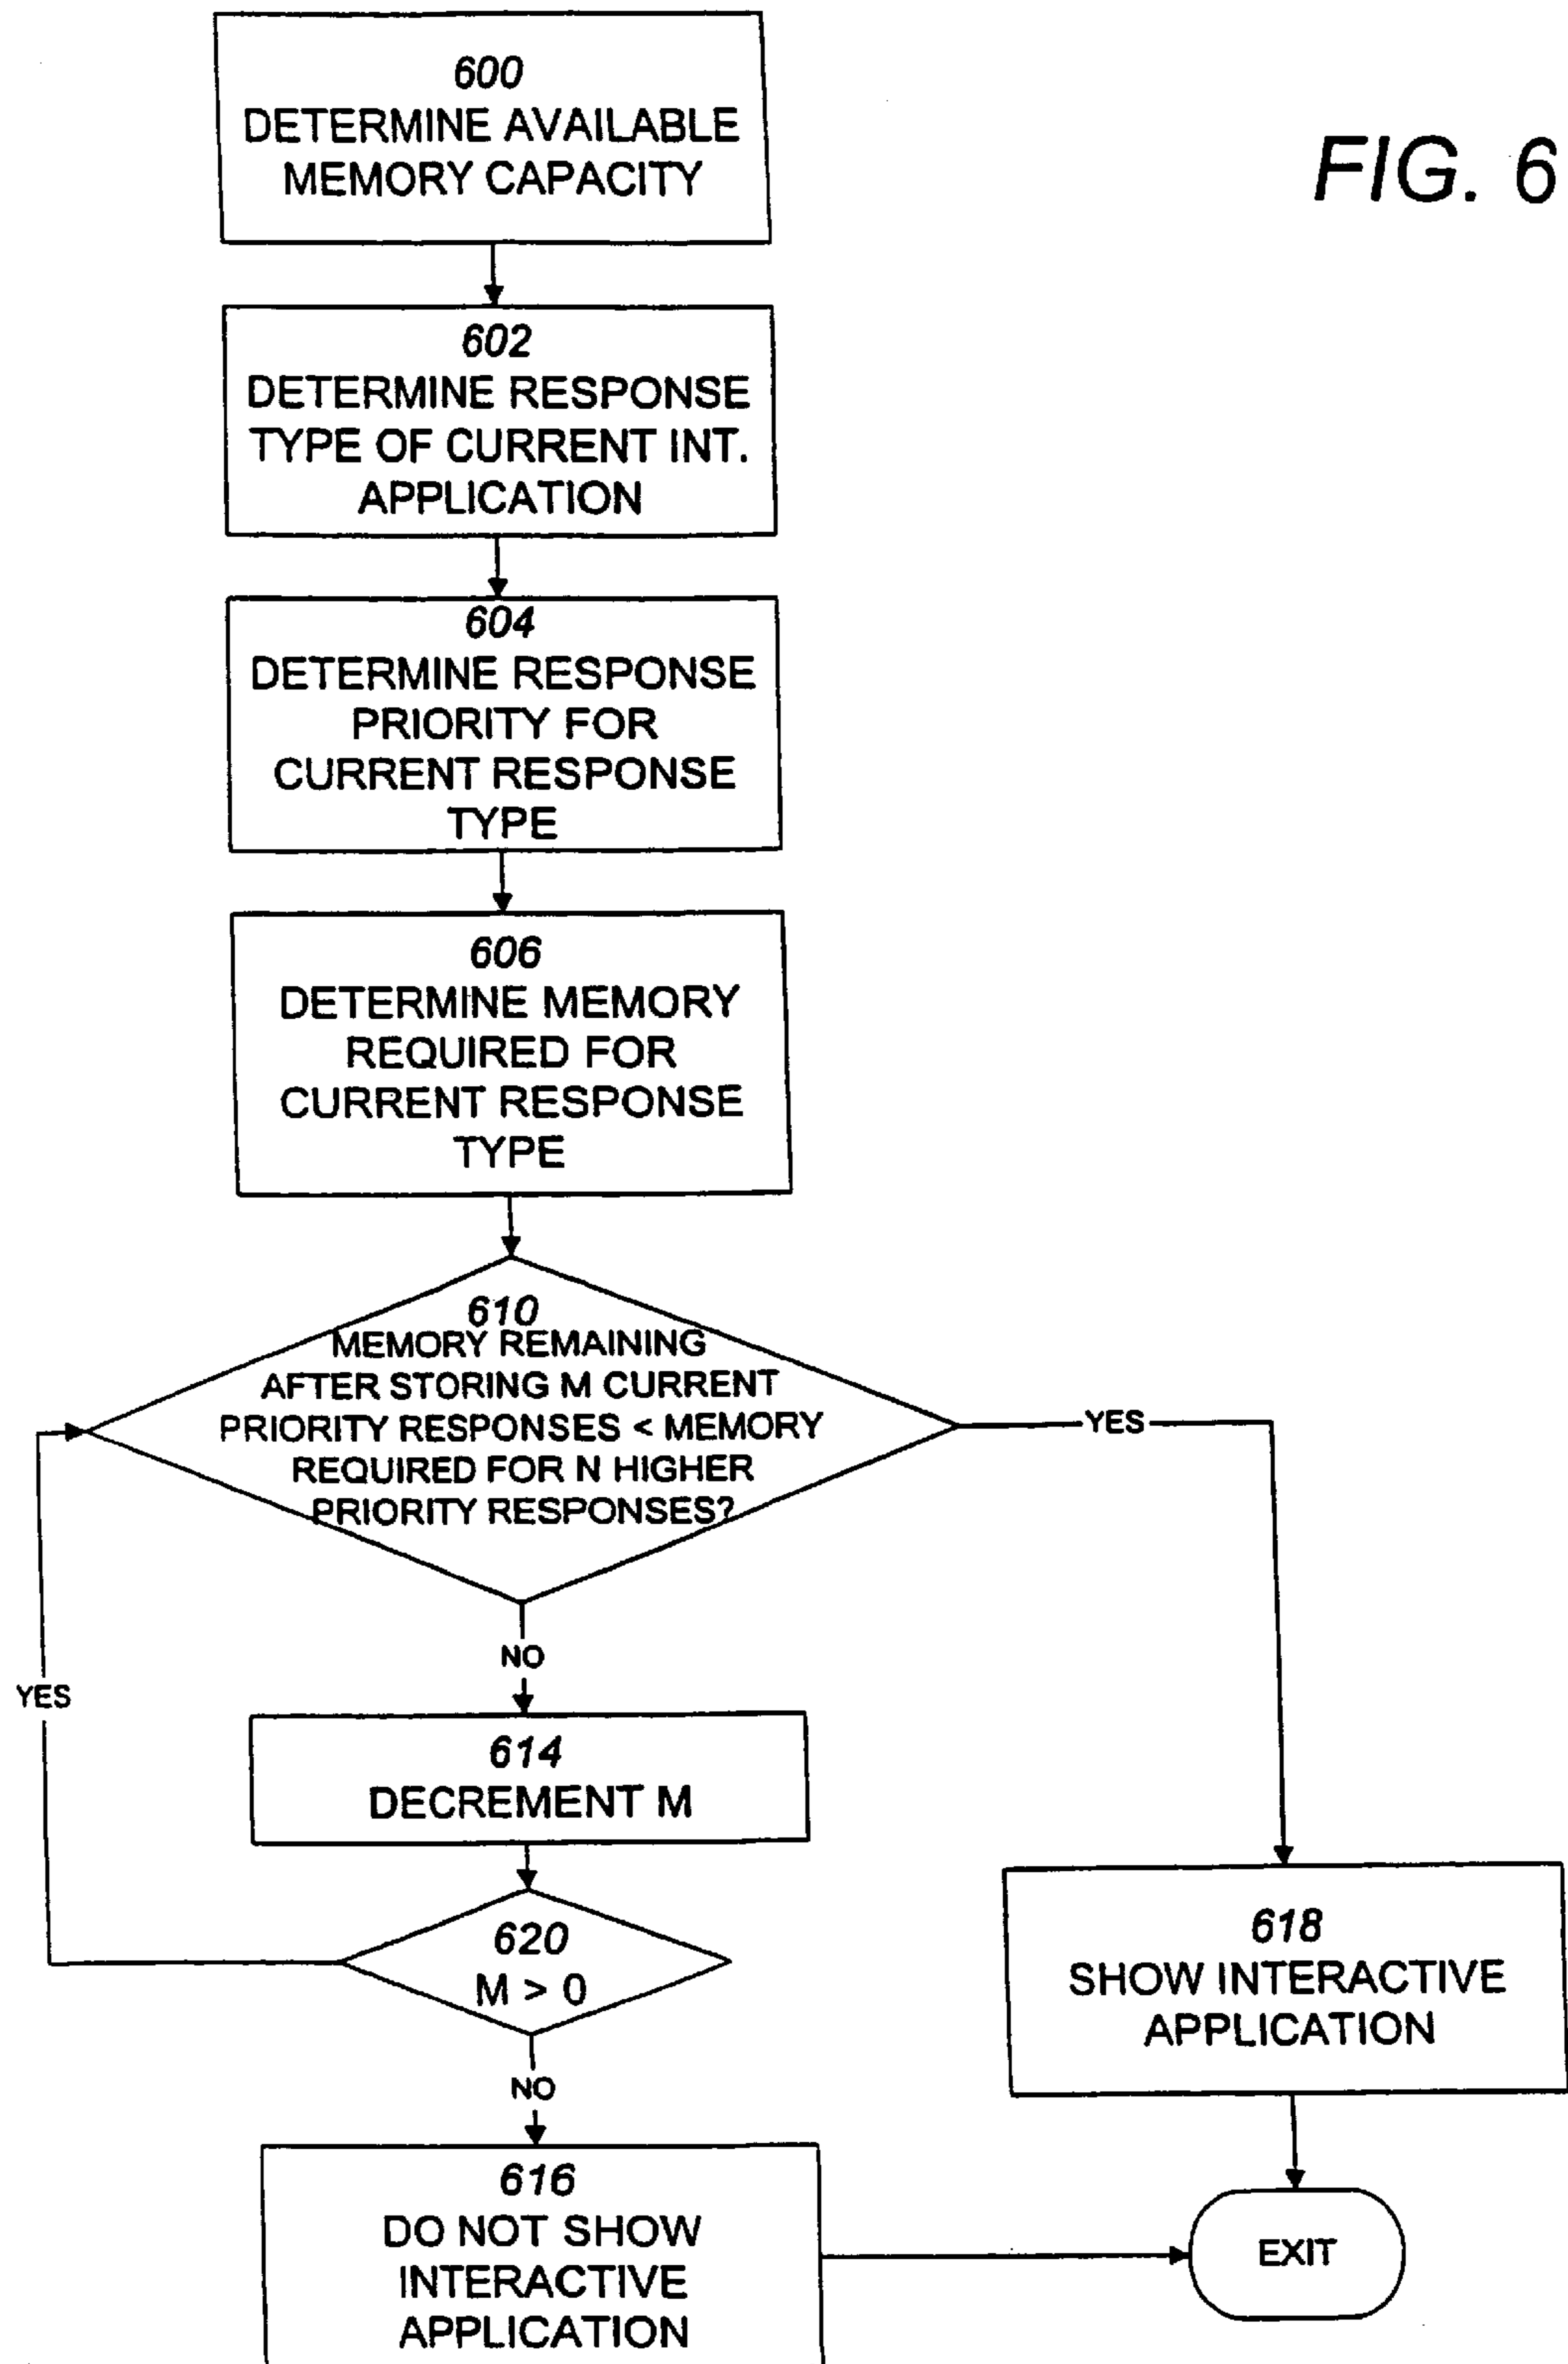 FIG. 6
600
DETERMINE AVAILABLE
MEMORY CAPACITY
602
DETERMINE RESPONSE
TYPE OF CURRENT INT.
APPLICATION
604
DETERMINE RESPONSE
PRIORITY FOR
CURRENT RESPONSE
TYPE
606
DETERMINE MEMORY
REQUIRED FOR
CURRENT RESPONSE
TYPE
610
MEMORY REMAINING
AFTER STORING M CURRENT
PRIORITY RESPONSES < MEMORY
REQUIRED FOR N HIGHER
PRIORITY RESPONSES?
YES
NO
YES
614
DECREMENT M
620
M > 0
NO
618
SHOW INTERACTIVE
APPLICATION
616
DO NOT SHOW
INTERACTIVE
APPLICATION
EXIT